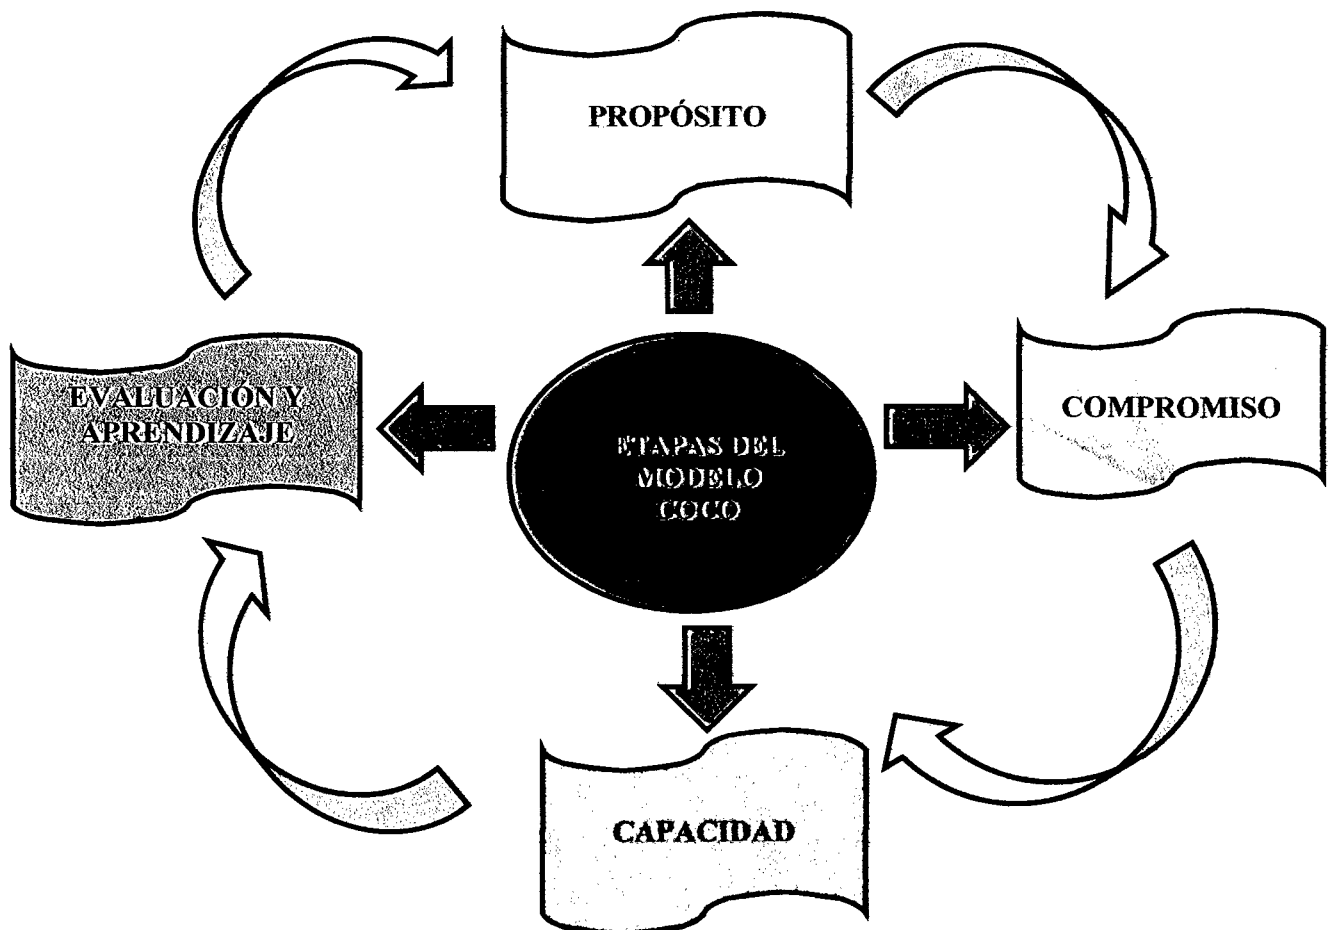 PROPÓSITO
EVALUACIÓN Y
APRENDIZAJE
ETAPAS DEL
MODELO
COCO
COMPROMISO
CAPACIDAD